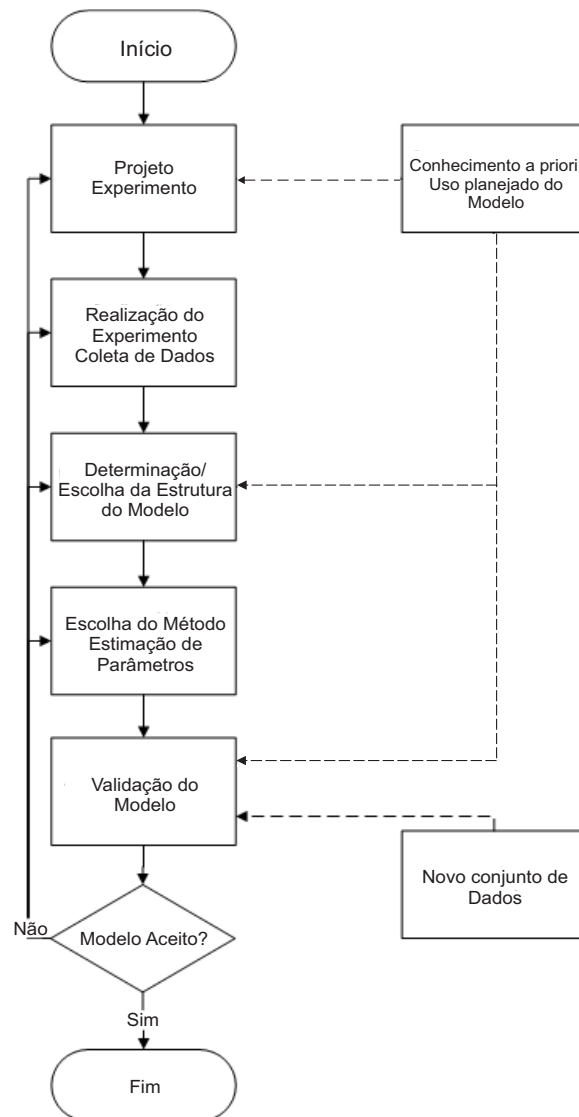 Início
Projeto
Experimento
Conhecimento a priori
Uso planejado do
Modelo
Realização do
Experimento
Coleta de Dados
Determinação/
Escolha da Estrutura
do Modelo
Escolha do Método
Estimação de
Parâmetros
Validação do
Modelo
Novo conjunto de
Dados
Não
Modelo Aceito?
Sim
Fim